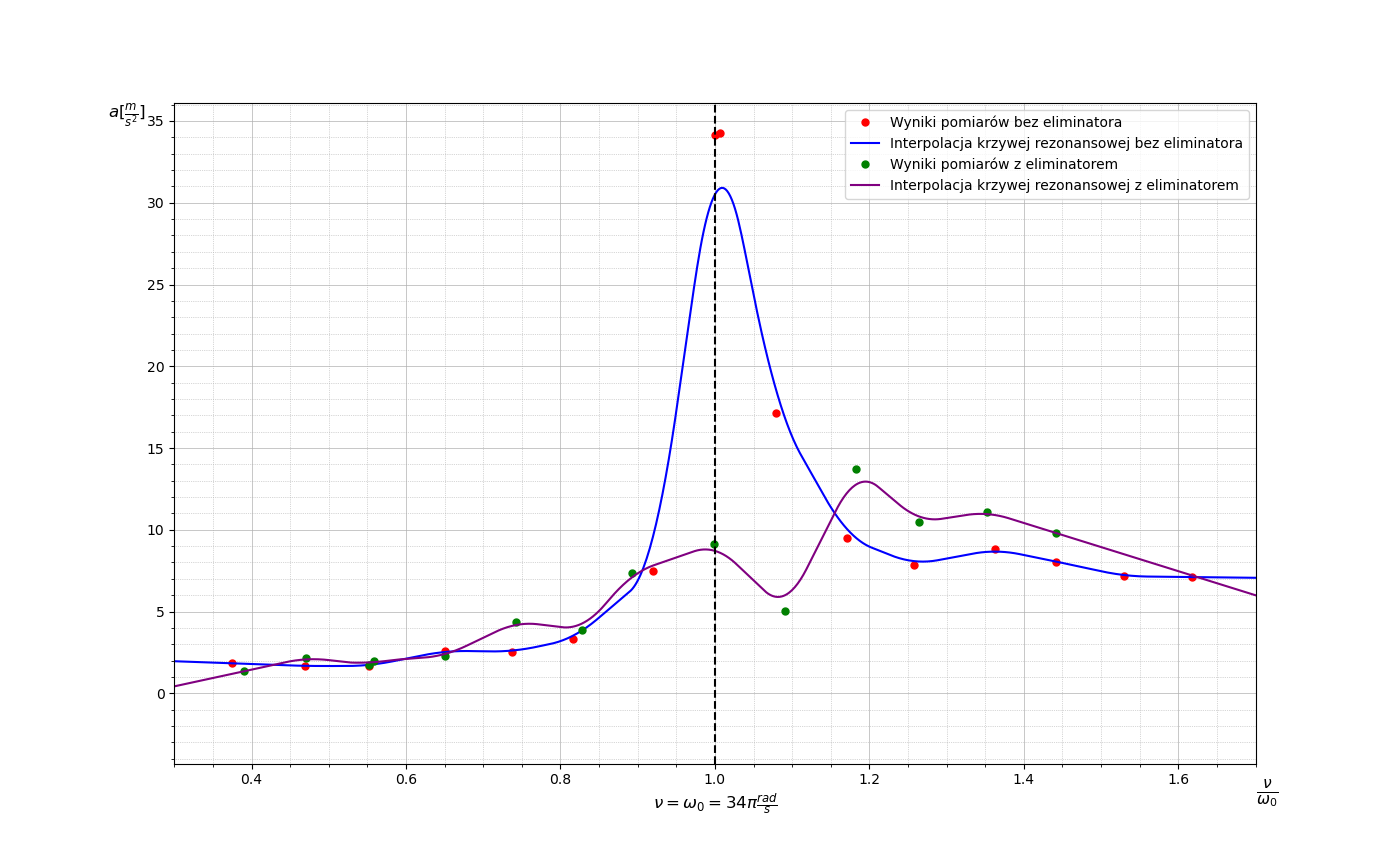 a[m/s²]
35
30
25
20
15
10
5
0
Wyniki pomiarów bez eliminatora
Interpolacja krzywej rezonansowej bez eliminatora
Wyniki pomiarów z eliminatorem
Interpolacja krzywej rezonansowej z eliminatorem
0.4 0.6 0.8 1.0 1.2 1.4 1.6
ν/ω₀
ν = ω₀ = 34π rad/s